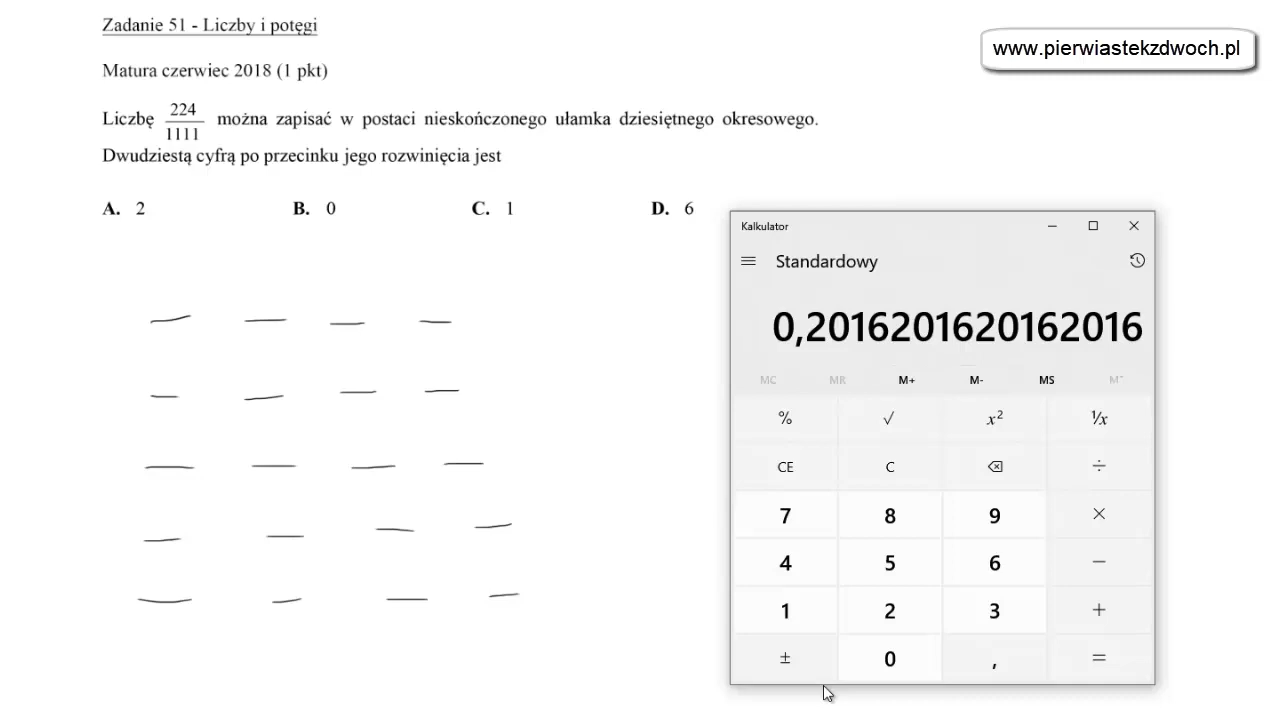 Zadanie 51 - Liczby i potęgi
www.pierwiastekzdwoch.pl
Matura czerwiec 2018 (1 pkt)
Liczbę 224/1111 można zapisać w postaci nieskończonego ułamka dziesiętnego okresowego.
Dwudziestą cyfrą po przecinku jego rozwinięcia jest
A. 2 B. 0 C. 1 D. 6
Kalkulator
Standardowy
0,2016201620162016
MC MR M+ M- MS M˅
% √ x² ⅟x
CE C ⌫ ÷
7 8 9 ×
4 5 6 −
1 2 3 +
± 0 , =